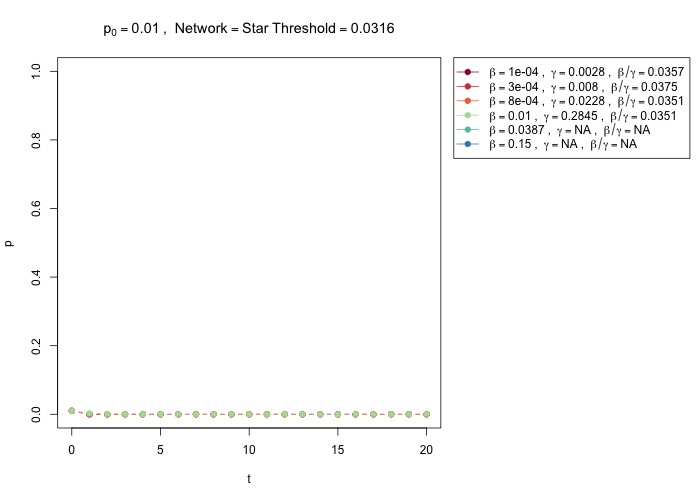 p₀ = 0.01 , Network = Star Threshold = 0.0316
β = 1e−04 , γ = 0.0028 , β/γ = 0.0357
β = 3e−04 , γ = 0.008 , β/γ = 0.0375
β = 8e−04 , γ = 0.0228 , β/γ = 0.0351
β = 0.01 , γ = 0.2845 , β/γ = 0.0351
β = 0.0387 , γ = NA , β/γ = NA
β = 0.15 , γ = NA , β/γ = NA
1.0
0.8
0.6
p
0.4
0.2
0.0
0 5 10 15 20
t